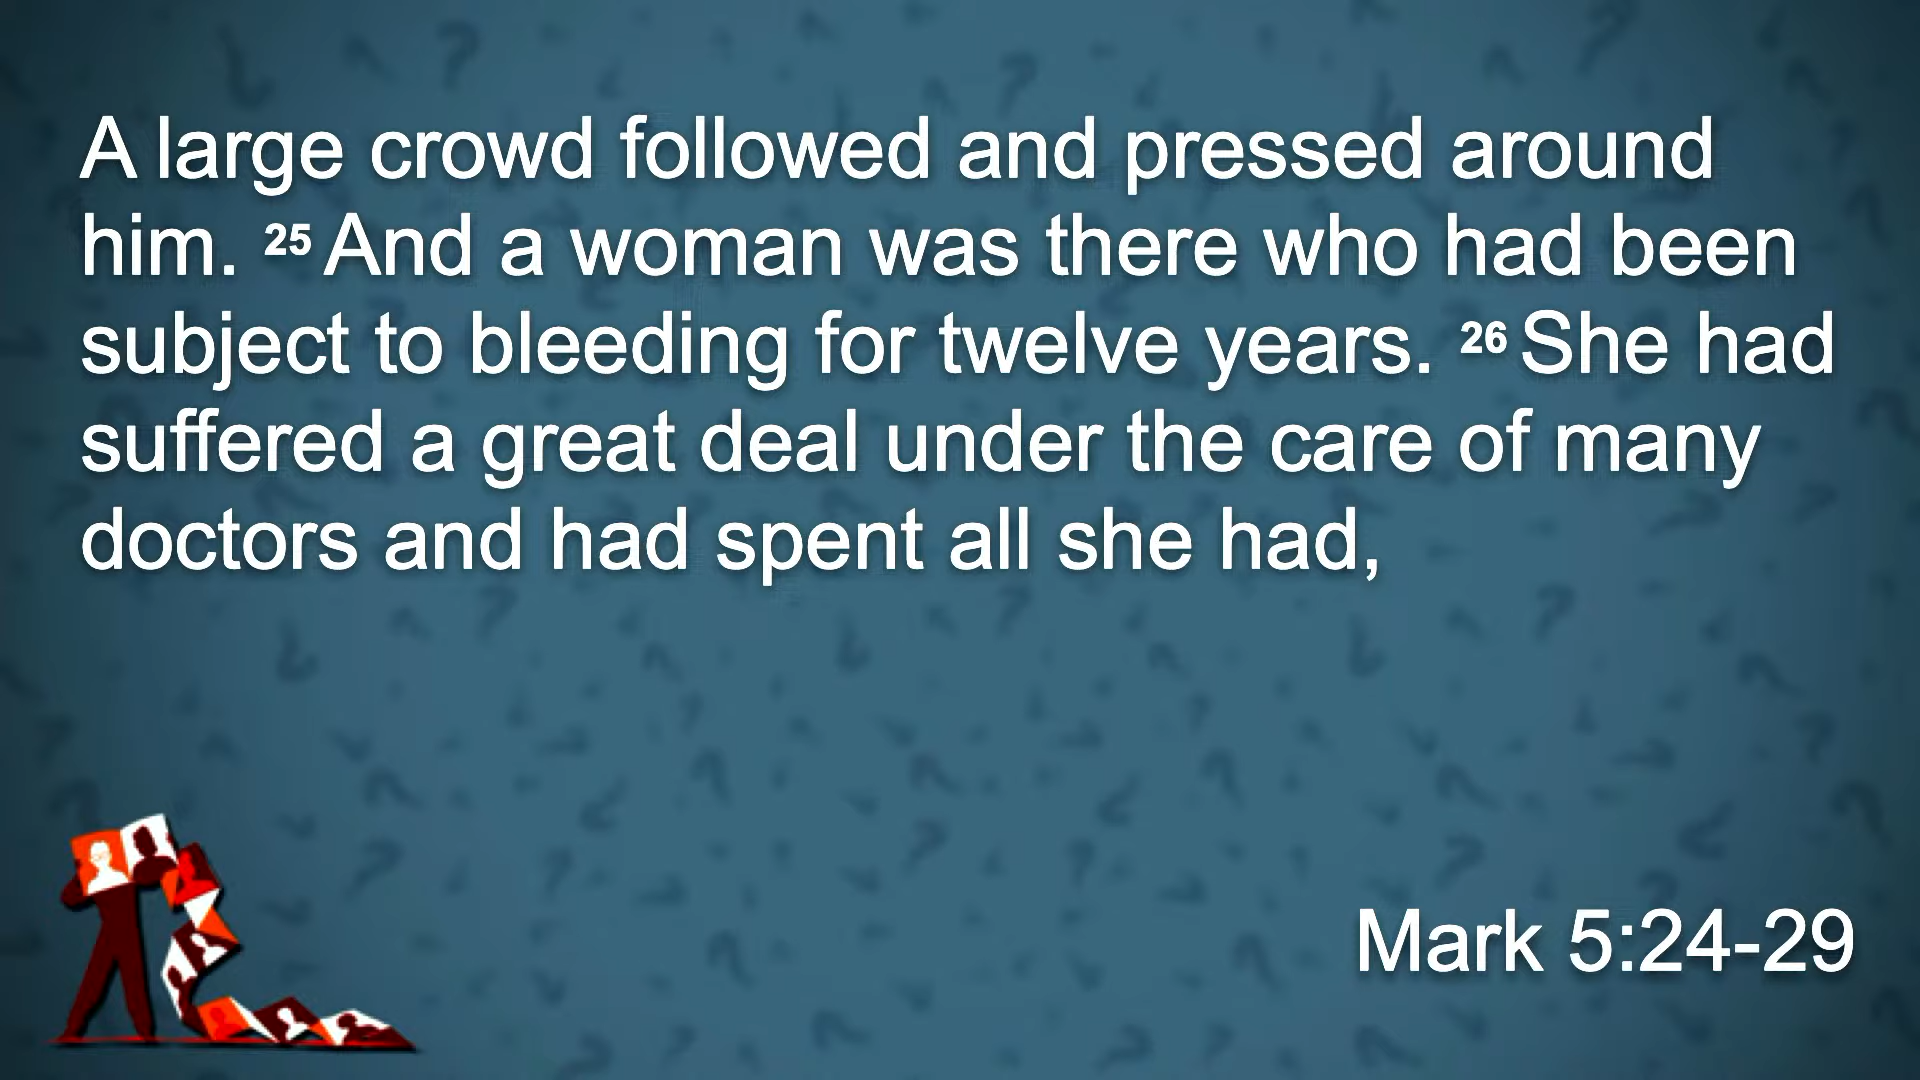 A large crowd followed and pressed around
him. 25 And a woman was there who had been
subject to bleeding for twelve years. 26 She had
suffered a great deal under the care of many
doctors and had spent all she had,
Mark 5:24-29